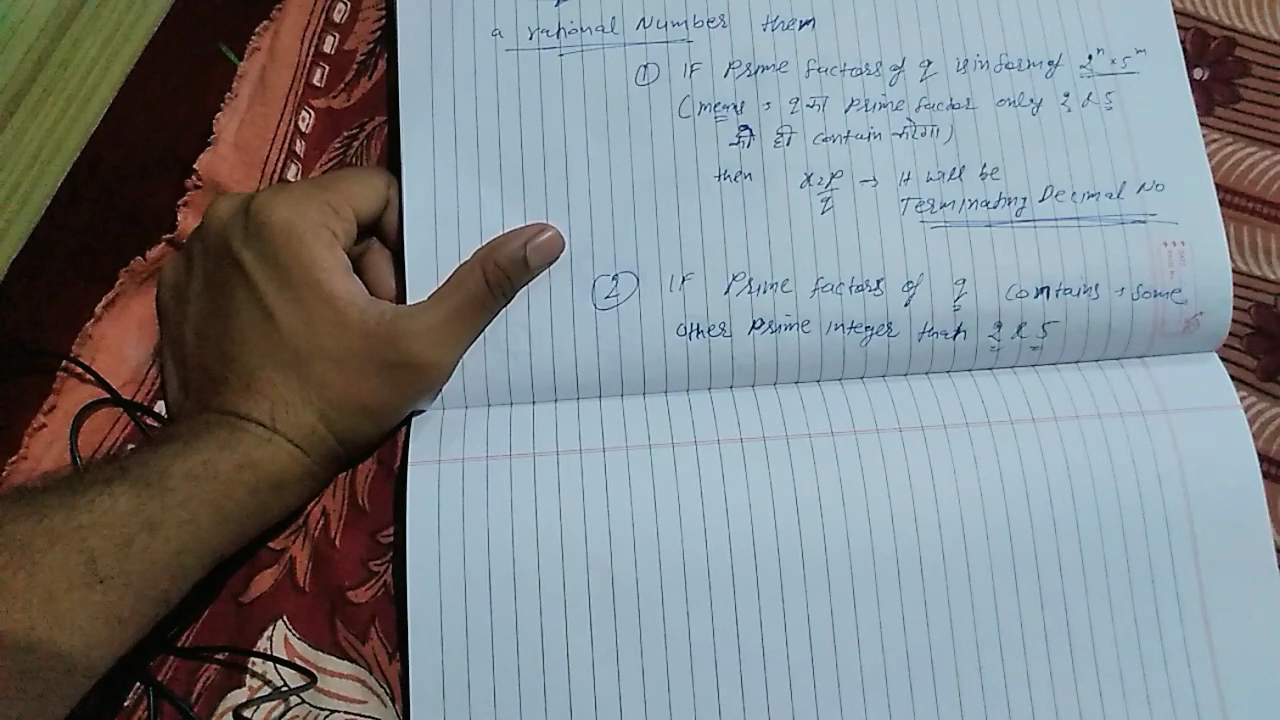 a rational Number them
① IF Prime factors of q is in form of 2ⁿ × 5ᵐ
(means , q का Prime factor only 2 & 5
को ही contain करेगा)
then x = p/q → It will be
Terminating Decimal No
② IF Prime factors of q contains , some
other Prime integer than 2 & 5